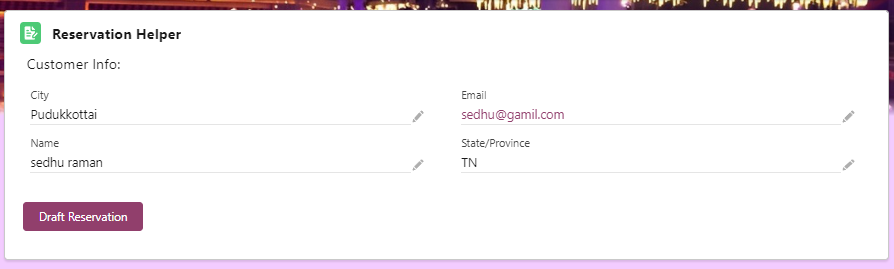 Reservation Helper
Customer Info:
City
Pudukkottai
Email
sedhu@gamil.com
Name
sedhu raman
State/Province
TN
Draft Reservation